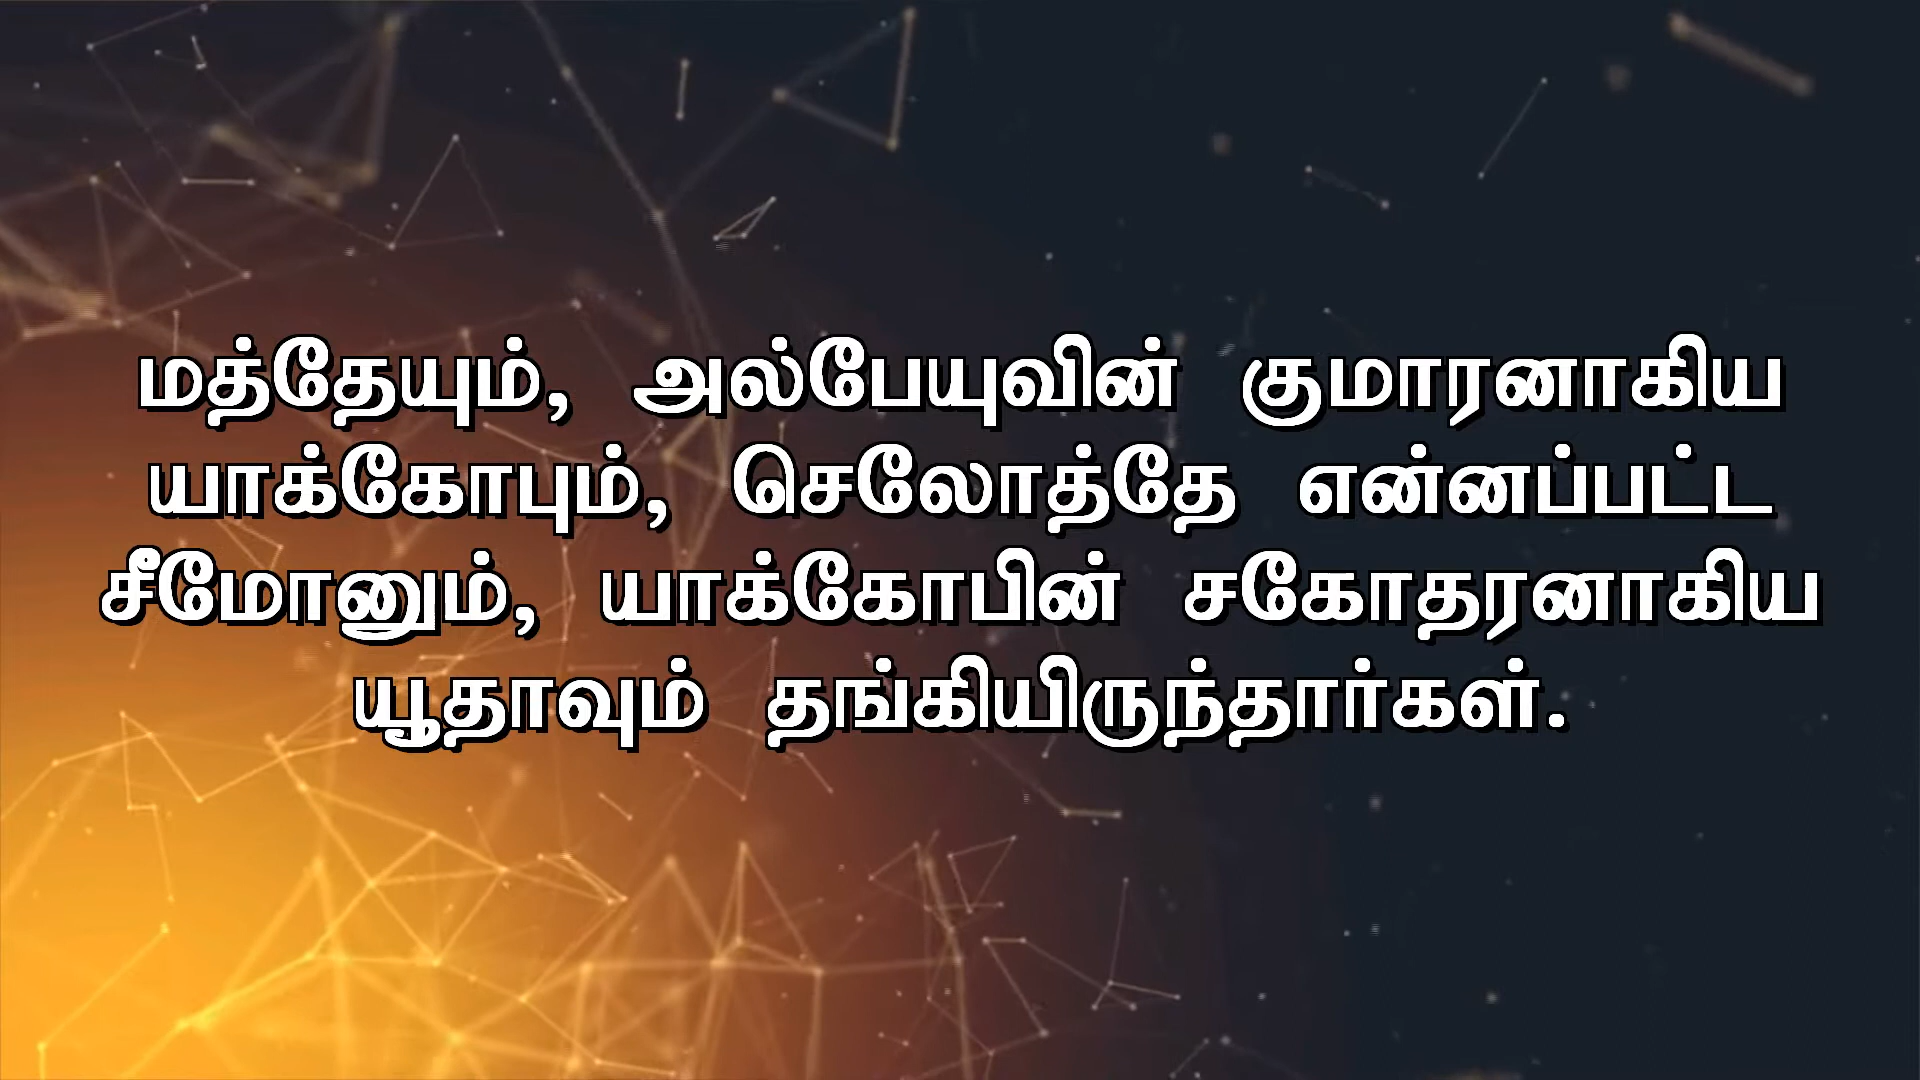 மத்தேயும், அல்பேயுவின் குமாரனாகிய
யாக்கோபும், செலோத்தே என்னப்பட்ட
சீமோனும், யாக்கோபின் சகோதரனாகிய
யூதாவும் தங்கியிருந்தார்கள்.